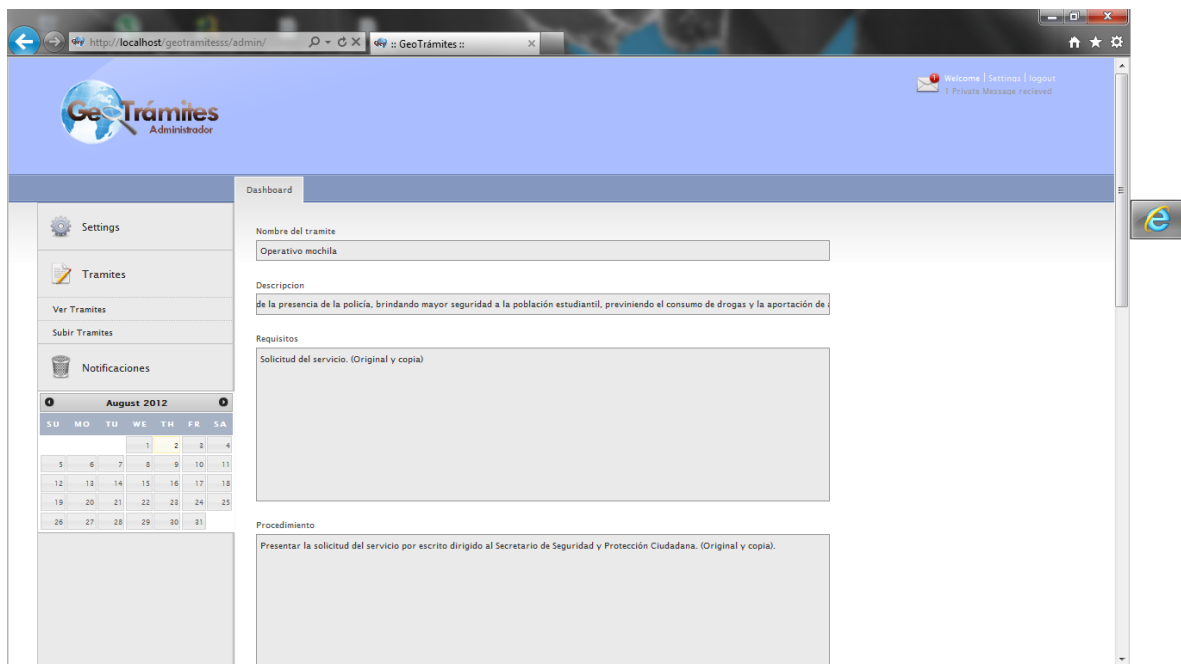 http://localhost/geotramitesss/admin/
:: GeoTrámites ::
GeoTrámites
Administrador
1
Welcome | Settings | logout
1 Private Message recieved
Dashboard
Settings
Tramites
Ver Tramites
Subir Tramites
Notificaciones
August 2012
SU MO TU WE TH FR SA
1 2 3 4
5 6 7 8 9 10 11
12 13 14 15 16 17 18
19 20 21 22 23 24 25
26 27 28 29 30 31
Nombre del tramite
Operativo mochila
Descripcion
de la presencia de la policía, brindando mayor seguridad a la población estudiantil, previniendo el consumo de drogas y la aportación de
Requisitos
Solicitud del servicio. (Original y copia)
Procedimiento
Presentar la solicitud del servicio por escrito dirigido al Secretario de Seguridad y Protección Ciudadana. (Original y copia).